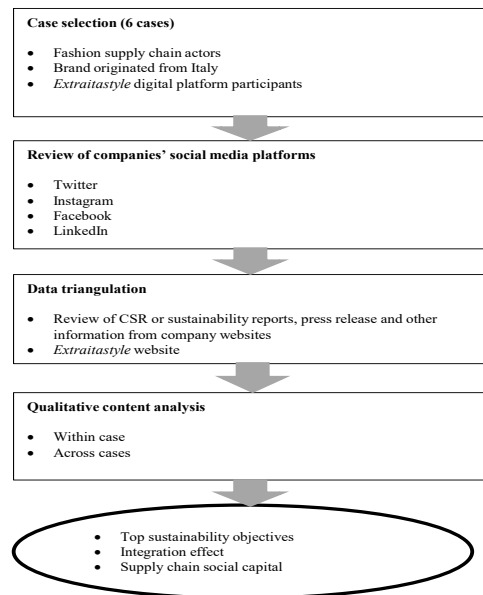 Case selection (6 cases)
• Fashion supply chain actors
• Brand originated from Italy
• Extraitastyle digital platform participants
Review of companies' social media platforms
• Twitter
• Instagram
• Facebook
• LinkedIn
Data triangulation
• Review of CSR or sustainability reports, press release and other
information from company websites
• Extraitastyle website
Qualitative content analysis
• Within case
• Across cases
• Top sustainability objectives
• Integration effect
• Supply chain social capital